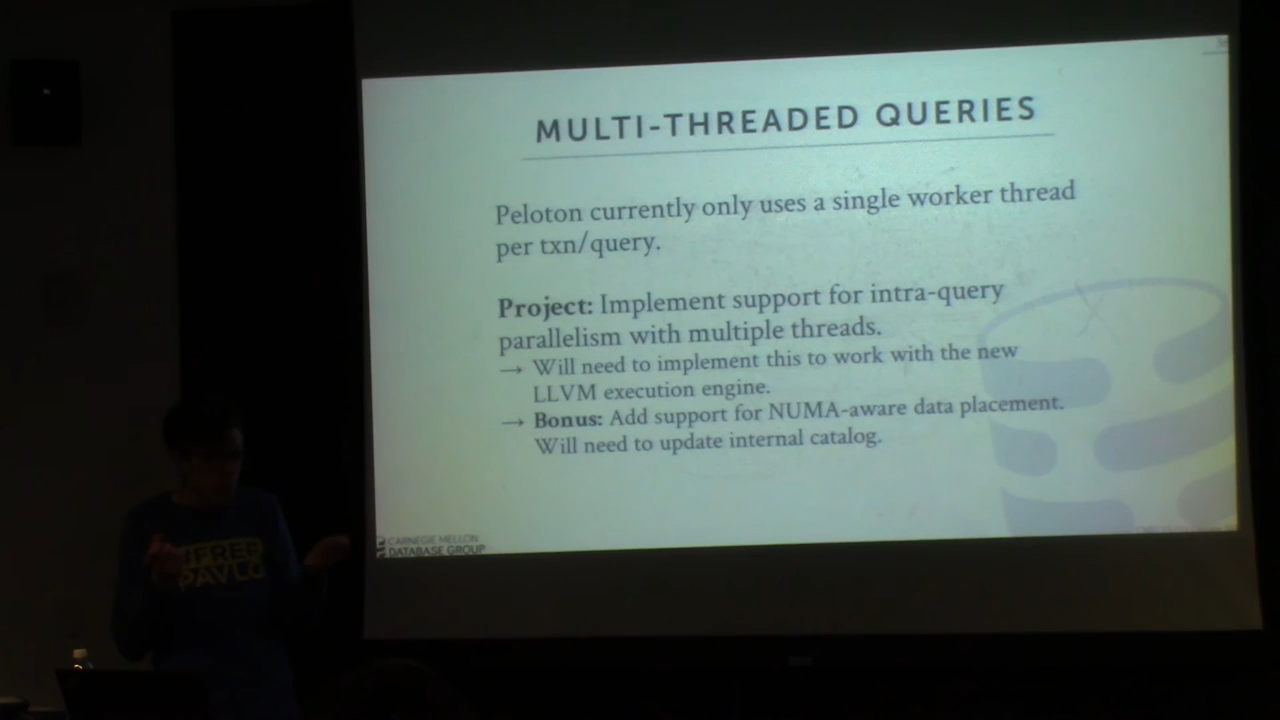 MULTI-THREADED QUERIES
Peloton currently only uses a single worker thread
per txn/query.
Project: Implement support for intra-query
parallelism with multiple threads.
→ Will need to implement this to work with the new
LLVM execution engine.
→ Bonus: Add support for NUMA-aware data placement.
Will need to update internal catalog.
CARNEGIE MELLON
DATABASE GROUP
#FREE
PAVLO